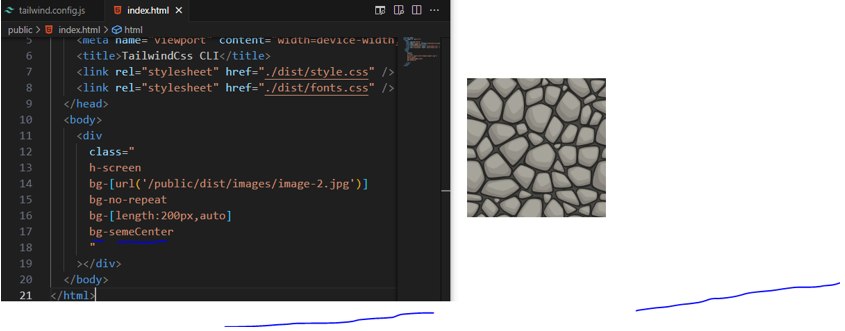 tailwind.config.js index.html
public > index.html > html
5 <meta name="viewport" content="width=device-width
6 <title>TailwindCss CLI</title>
7 <link rel="stylesheet" href="./dist/style.css" />
8 <link rel="stylesheet" href="./dist/fonts.css" />
9 </head>
10 <body>
11 <div
12 class="
13 h-screen
14 bg-[url('/public/dist/images/image-2.jpg')]
15 bg-no-repeat
16 bg-[length:200px,auto]
17 bg-semeCenter
18 "
19 ></div>
20 </body>
21 </html>